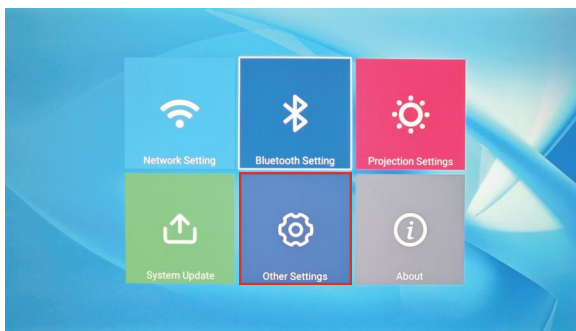 Network Setting
Bluetooth Setting
Projection Settings
System Update
Other Settings
About